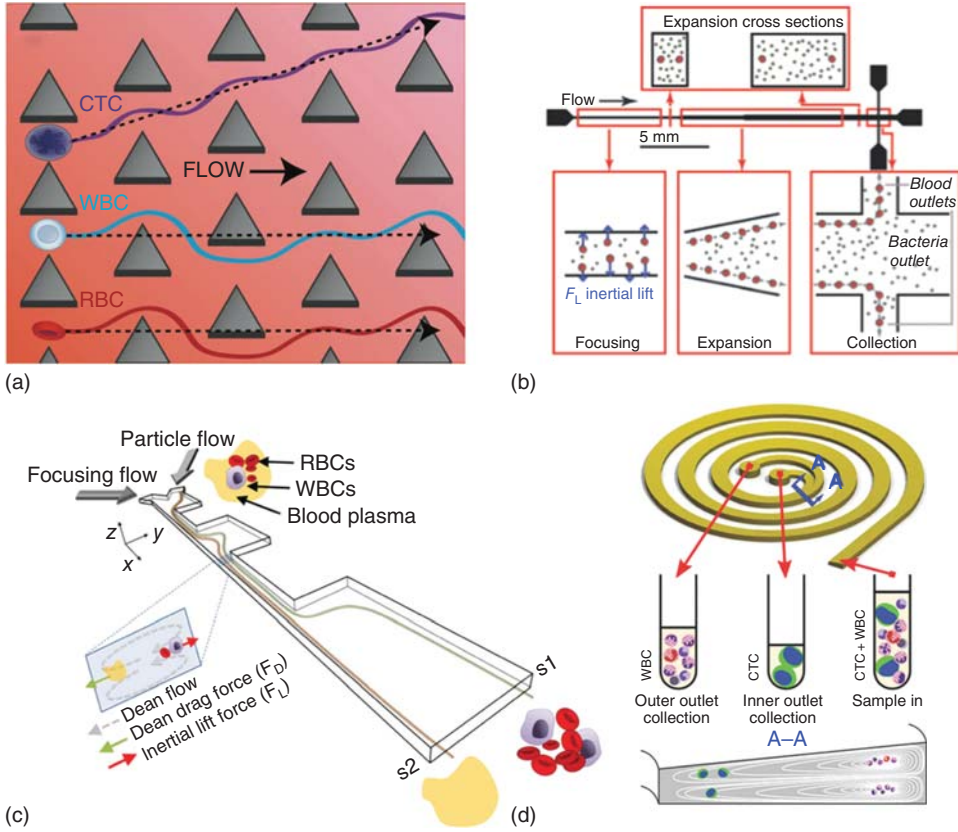 CTC
FLOW
WBC
RBC
(a)
Expansion cross sections
Flow
5 mm
Blood
outlets
Bacteria
outlet
F_L inertial lift
Focusing
Expansion
Collection
(b)
Particle flow
Focusing flow
RBCs
WBCs
Blood plasma
z
y
x
Dean flow
Dean drag force (F_D)
Inertial lift force (F_L)
s1
s2
(c)
A
A
WBC
CTC
CTC + WBC
Outer outlet
collection
Inner outlet
collection
Sample in
A–A
(d)